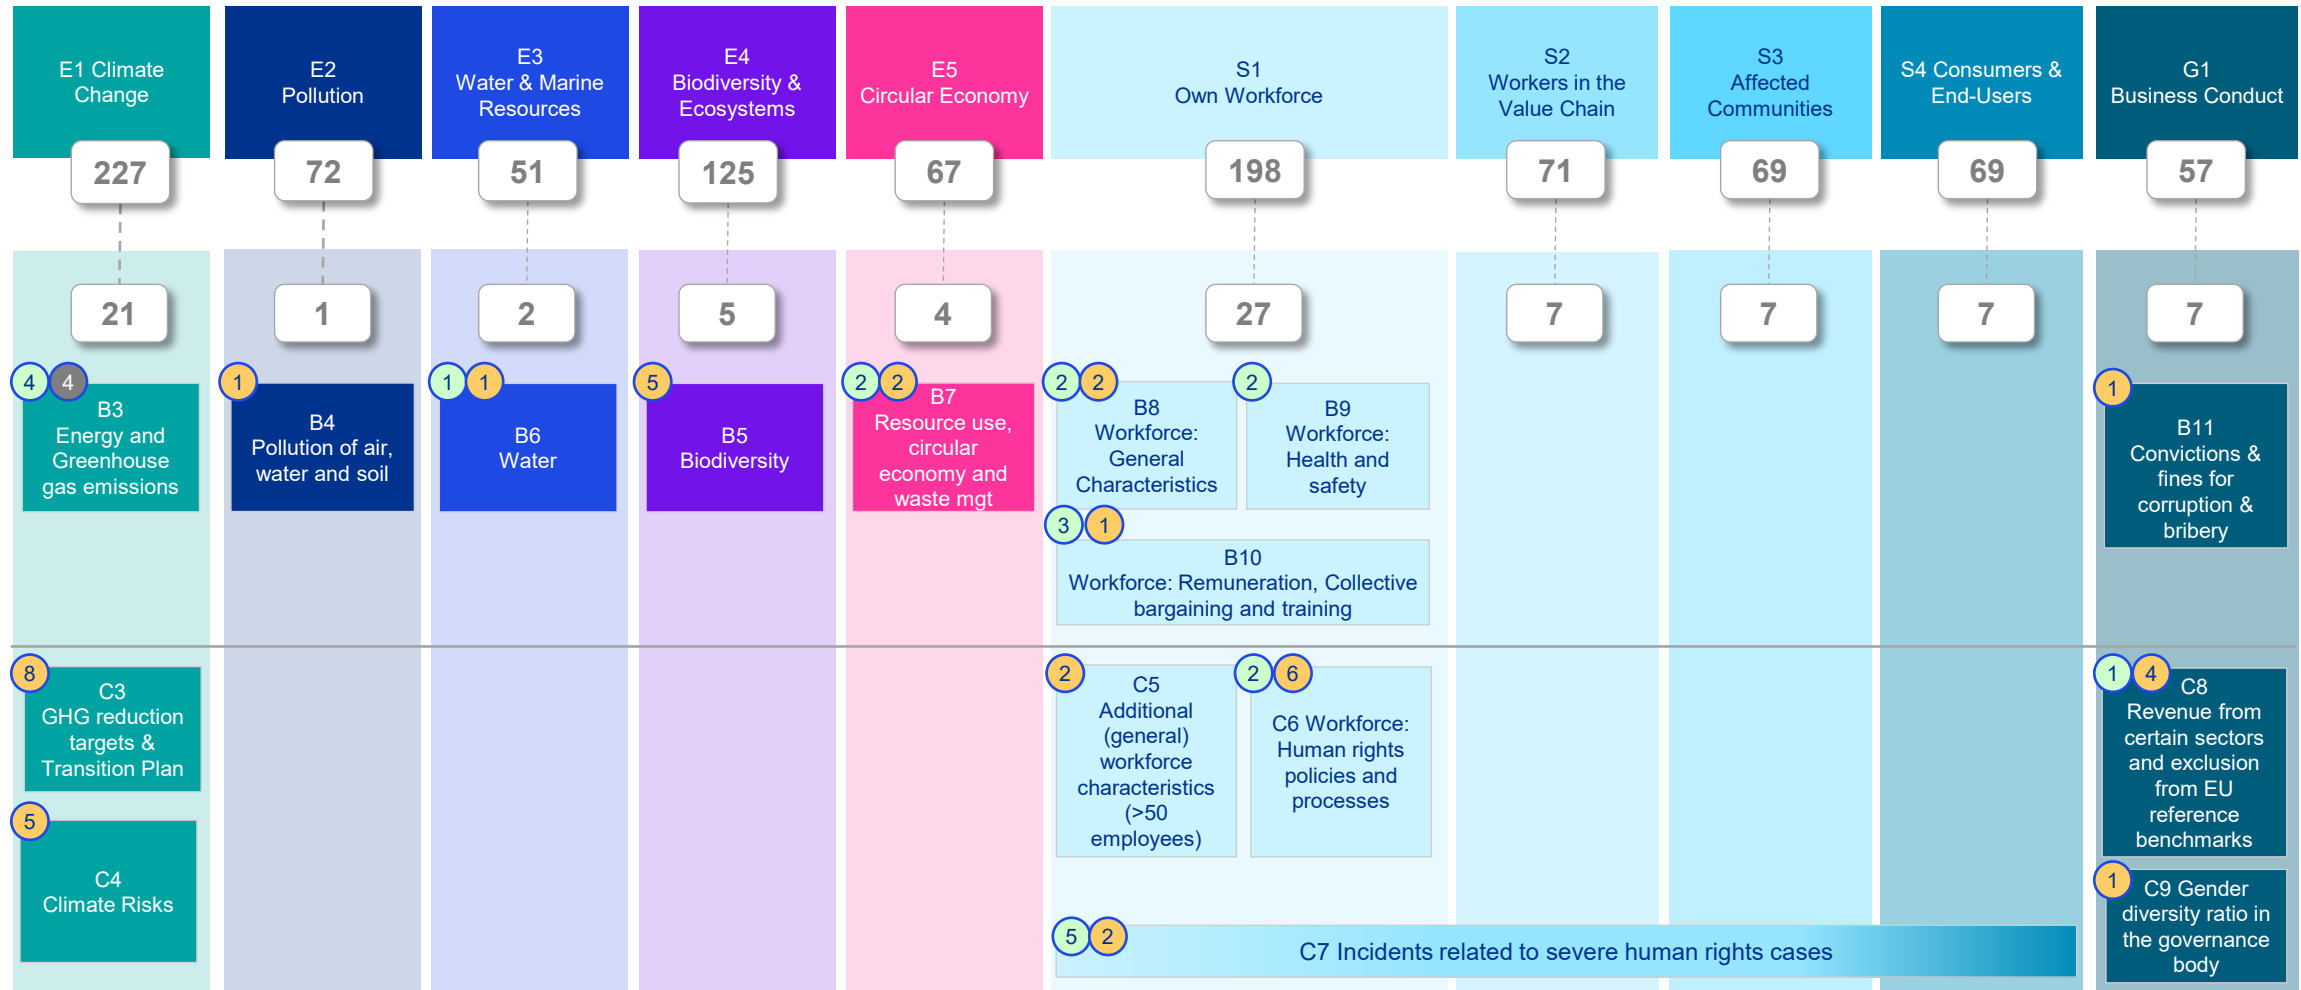 E1 Climate
Change
E2
Pollution
E3
Water & Marine
Resources
E4
Biodiversity &
Ecosystems
E5
Circular Economy
S1
Own Workforce
S2
Workers in the
Value Chain
S3
Affected
Communities
S4 Consumers &
End-Users
G1
Business Conduct
227
72
51
125
67
198
71
69
69
57
21
1
2
5
4
27
7
7
7
7
4
4
B3
Energy and
Greenhouse
gas emissions
1
B4
Pollution of air,
water and soil
1
1
B6
Water
5
B5
Biodiversity
2
2
B7
Resource use,
circular
economy and
waste mgt
2
2
B8
Workforce:
General
Characteristics
2
B9
Workforce:
Health and
safety
3
1
B10
Workforce: Remuneration, Collective
bargaining and training
1
B11
Convictions &
fines for
corruption &
bribery
8
C3
GHG reduction
targets &
Transition Plan
5
C4
Climate Risks
2
C5
Additional
(general)
workforce
characteristics
(>50
employees)
2
6
C6 Workforce:
Human rights
policies and
processes
5
2
C7 Incidents related to severe human rights cases
1
4
C8
Revenue from
certain sectors
and exclusion
from EU
reference
benchmarks
1
C9 Gender
diversity ratio in
the governance
body